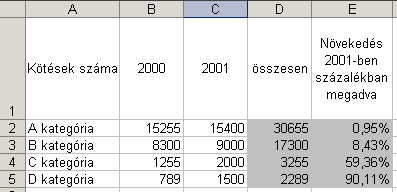 A B C D E
Kötések száma 2000 2001 összesen Növekedés
2001-ben
százalékban
megadva
1
2 A kategória 15255 15400 30655 0,95%
3 B kategória 8300 9000 17300 8,43%
4 C kategória 1255 2000 3255 59,36%
5 D kategória 789 1500 2289 90,11%